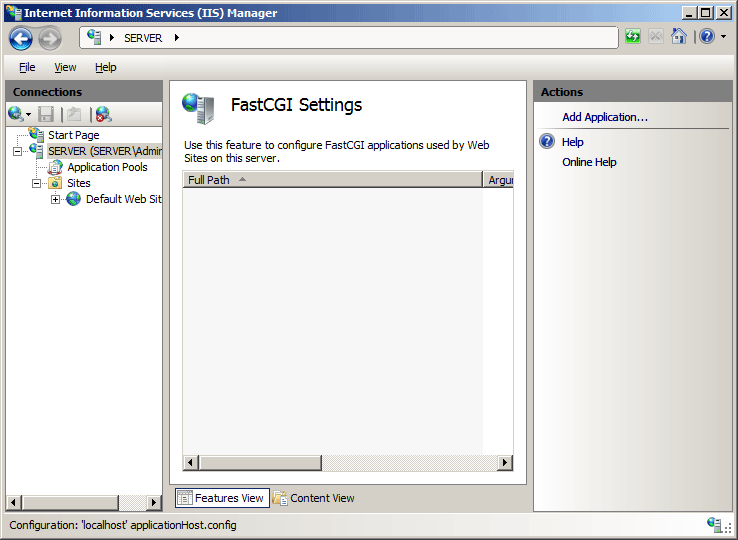 Internet Information Services (IIS) Manager
SERVER
File View Help
Connections
Start Page
SERVER (SERVER\Admir
Application Pools
Sites
Default Web Sit
FastCGI Settings
Use this feature to configure FastCGI applications used by Web
Sites on this server.
Full Path Argur
Features View Content View
Actions
Add Application...
Help
Online Help
Configuration: 'localhost' applicationHost.config